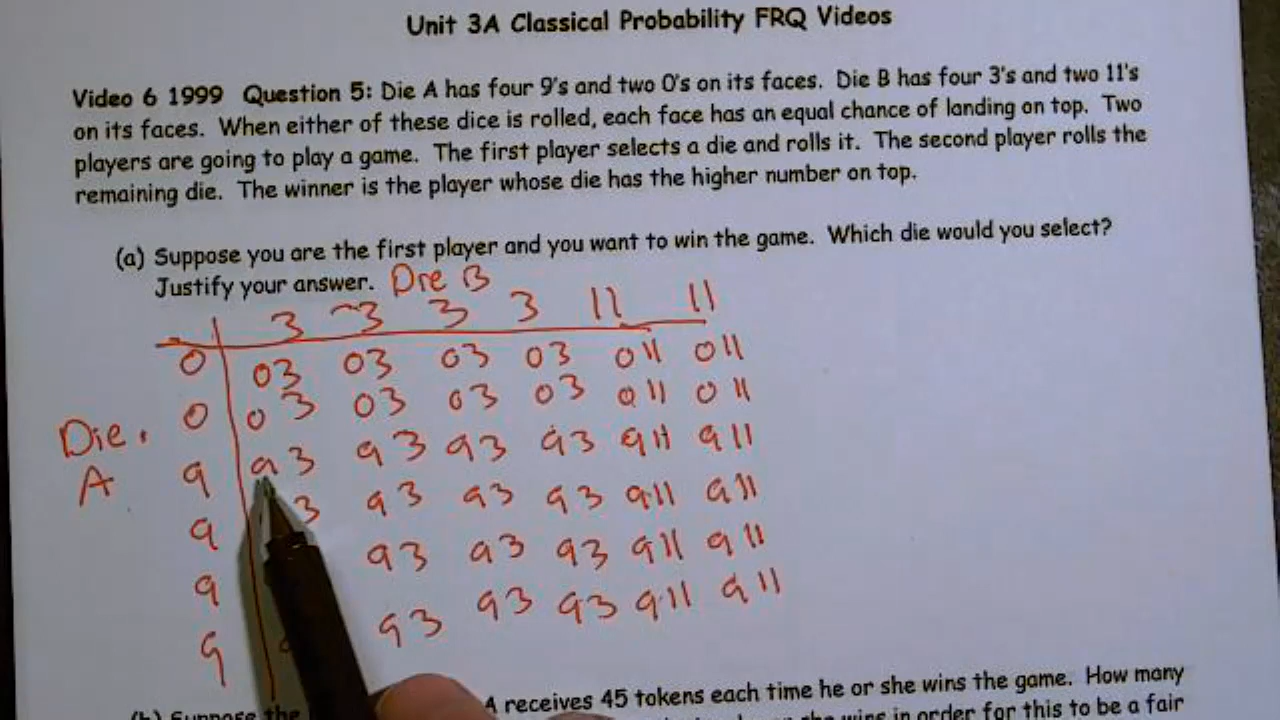 Unit 3A Classical Probability FRQ Videos
Video 6 1999 Question 5: Die A has four 9's and two 0's on its faces. Die B has four 3's and two 11's
on its faces. When either of these dice is rolled, each face has an equal chance of landing on top. Two
players are going to play a game. The first player selects a die and rolls it. The second player rolls the
remaining die. The winner is the player whose die has the higher number on top.
(a) Suppose you are the first player and you want to win the game. Which die would you select?
Justify your answer. Die B
3 3 3 3 11 11
0 03 03 03 03 011 011
0 03 03 03 03 011 011
Die A
9 93 93 93 93 911 911
9 3 93 93 93 911 911
9 93 93 93 911 911
9 93 93 93 911 911
(b) Suppose the A receives 45 tokens each time he or she wins the game. How many
wins in order for this to be a fair